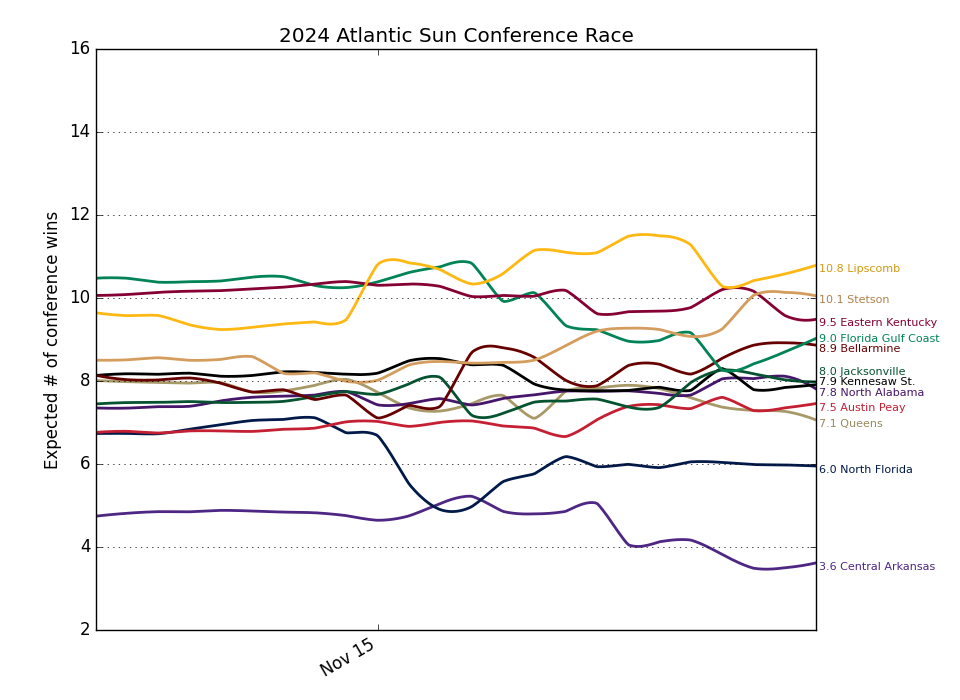 2024 Atlantic Sun Conference Race
Expected # of conference wins
16
14
12
10
8
6
4
2
Nov 15
10.8 Lipscomb
10.1 Stetson
9.5 Eastern Kentucky
9.0 Florida Gulf Coast
8.9 Bellarmine
8.0 Jacksonville
7.9 Kennesaw St.
7.8 North Alabama
7.5 Austin Peay
7.1 Queens
6.0 North Florida
3.6 Central Arkansas